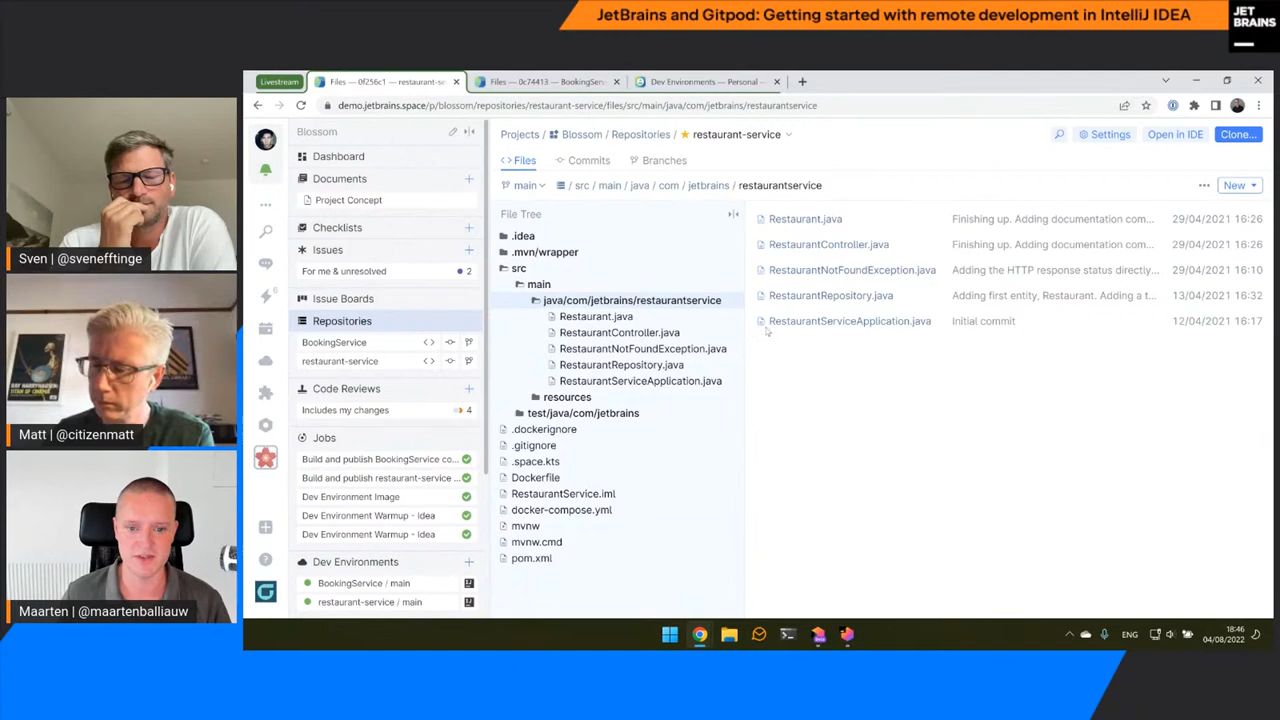 JetBrains and Gitpod: Getting started with remote development in IntelliJ IDEA
JET
BRAINS
Livestream
Files — 0f256c1 — restaurant-se
Files — 0c74413 — BookingServ
Dev Environments — Personal –
demo.jetbrains.space/p/blossom/repositories/restaurant-service/files/src/main/java/com/jetbrains/restaurantservice
Blossom
Dashboard
Documents
Project Concept
Checklists
Issues
For me & unresolved 2
Issue Boards
Repositories
BookingService
restaurant-service
Code Reviews
Includes my changes 4
Jobs
Build and publish BookingService co...
Build and publish restaurant-service ...
Dev Environment Image
Dev Environment Warmup - Idea
Dev Environment Warmup - Idea
Dev Environments
BookingService / main
restaurant-service / main
Projects / Blossom / Repositories / restaurant-service
Settings
Open in IDE
Clone...
Files
Commits
Branches
main / src / main / java / com / jetbrains / restaurantservice
New
File Tree
.idea
.mvn/wrapper
src
main
java/com/jetbrains/restaurantservice
Restaurant.java
RestaurantController.java
RestaurantNotFoundException.java
RestaurantRepository.java
RestaurantServiceApplication.java
resources
test/java/com/jetbrains
.dockerignore
.gitignore
.space.kts
Dockerfile
RestaurantService.iml
docker-compose.yml
mvnw
mvnw.cmd
pom.xml
Restaurant.java Finishing up. Adding documentation com... 29/04/2021 16:26
RestaurantController.java Finishing up. Adding documentation com... 29/04/2021 16:26
RestaurantNotFoundException.java Adding the HTTP response status directly... 29/04/2021 16:10
RestaurantRepository.java Adding first entity, Restaurant. Adding a t... 13/04/2021 16:32
RestaurantServiceApplication.java Initial commit 12/04/2021 16:17
Sven | @svenefftinge
Matt | @citizenmatt
Maarten | @maartenballiauw
ENG
18:46
04/08/2022